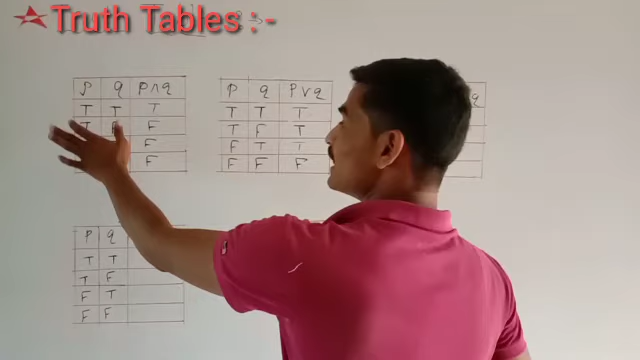 Truth Tables :-
P Q P∧Q
T T T
T F
F
F
P Q P∨Q
T T T
T F T
F T T
F F F
Q
P Q
T T
T F
F T
F F